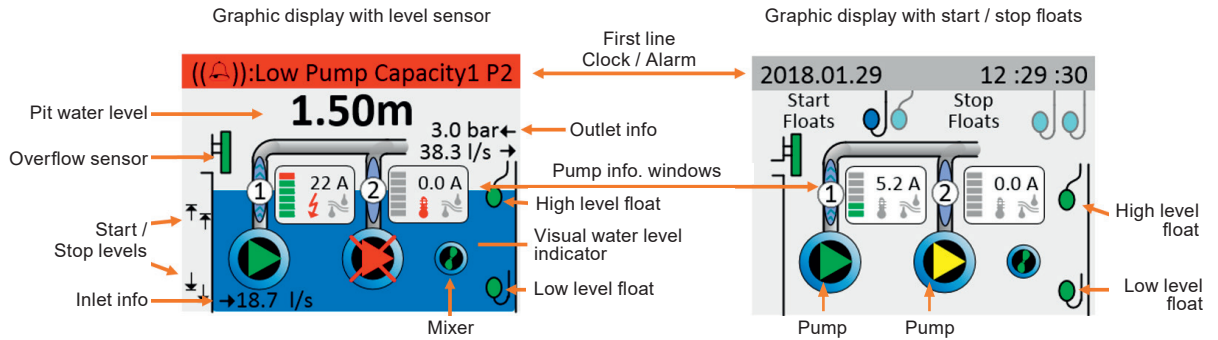 Graphic display with level sensor
Graphic display with start / stop floats
First line
Clock / Alarm
((🔔)):Low Pump Capacity1 P2
2018.01.29 12 :29 :30
Pit water level
1.50m
Start
Floats
Stop
Floats
3.0 bar
Outlet info
38.3 l/s
Overflow sensor
Pump info. windows
1
22 A
2
0.0 A
1
5.2 A
2
0.0 A
High level float
High level
float
Start /
Stop levels
Visual water level
indicator
Low level float
Low level
float
Inlet info
18.7 l/s
Mixer
Pump
Pump